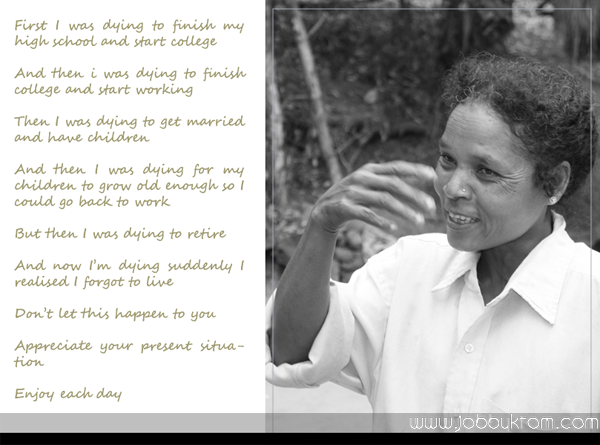 First I was dying to finish my
high school and start college
And then i was dying to finish
college and start working
Then I was dying to get married
and have children
And then I was dying for my
children to grow old enough so I
could go back to work
But then I was dying to retire
And now I'm dying suddenly I
realised I forgot to live
Don't let this happen to you
Appreciate your present situa-
tion
Enjoy each day
www.jobbuktam.com